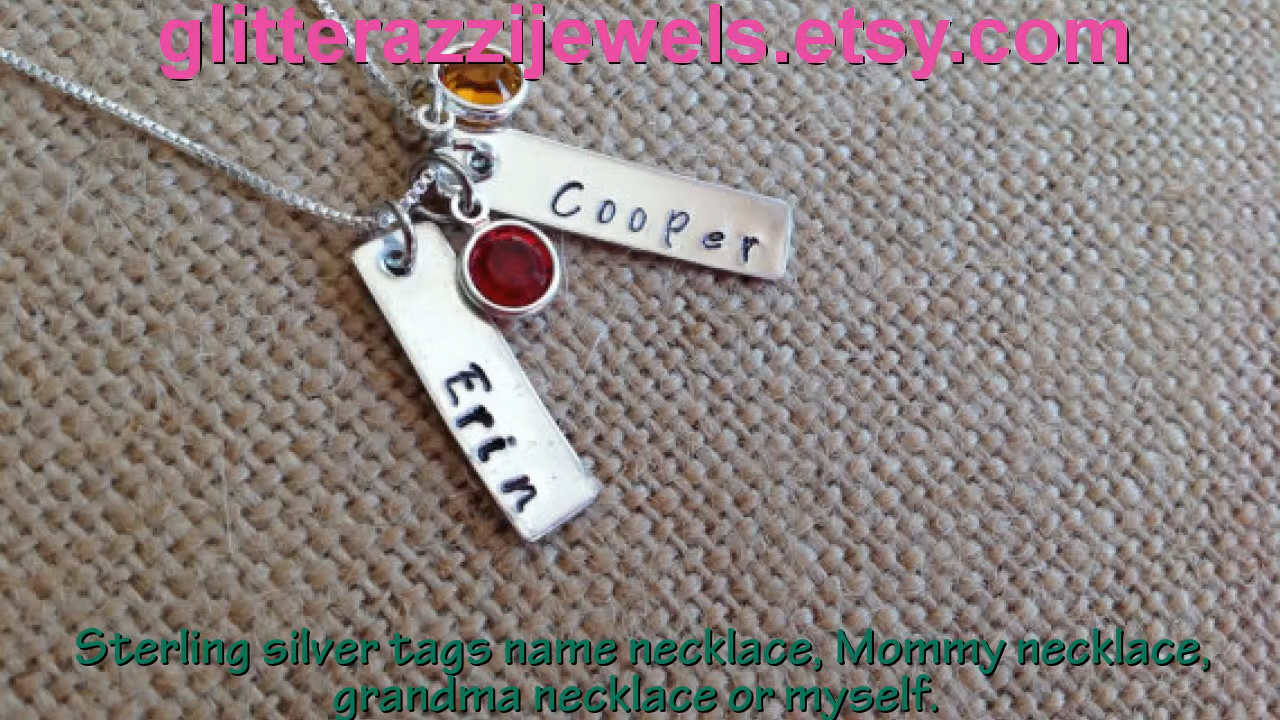 glitterazzijewels.etsy.com
Cooper
Erin
Sterling silver tags name necklace, Mommy necklace,
grandma necklace or myself.